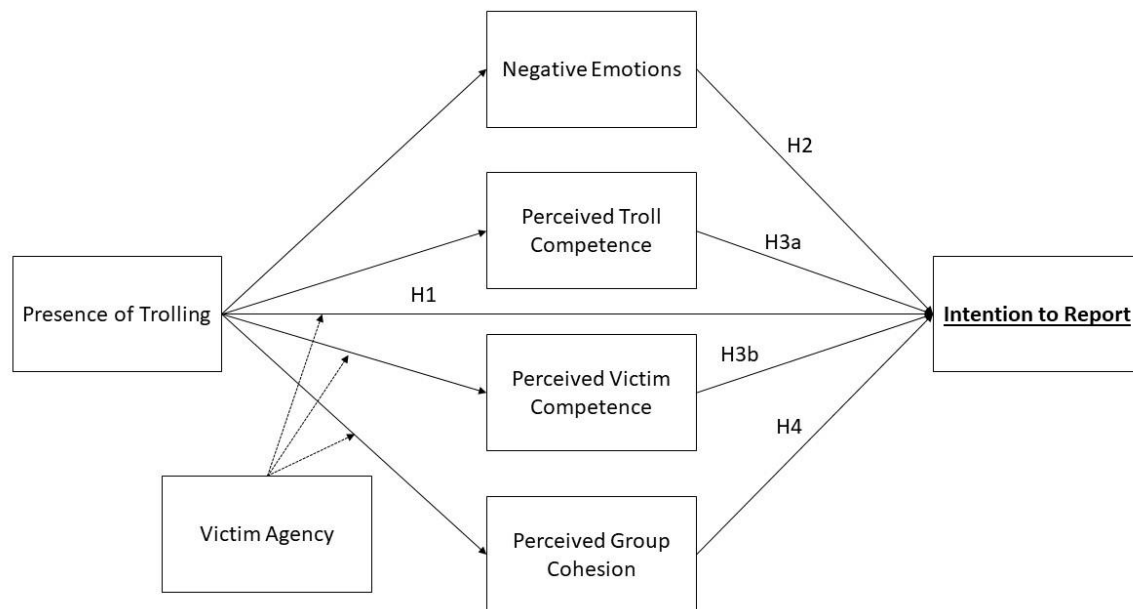 Negative Emotions
H2
Perceived Troll
Competence
H3a
Presence of Trolling
H1
Intention to Report
Perceived Victim
Competence
H3b
H4
Victim Agency
Perceived Group
Cohesion